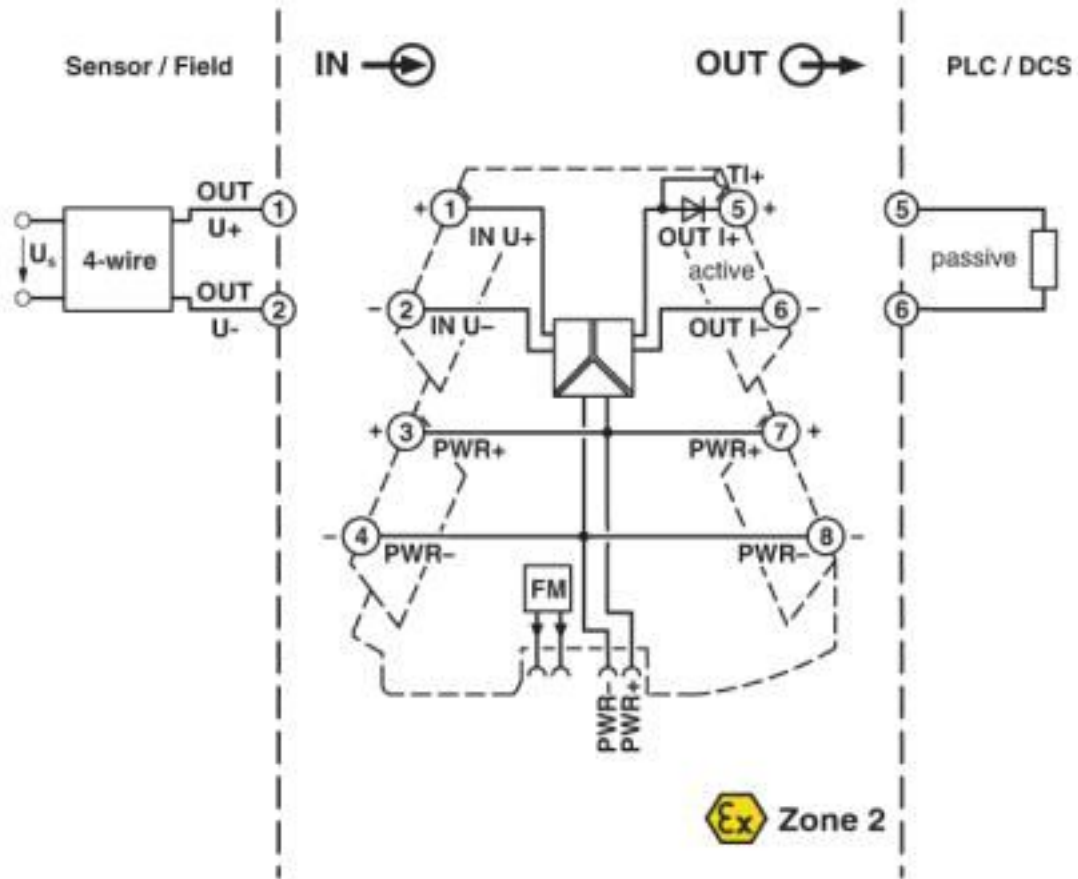 Sensor / Field
IN
OUT
PLC / DCS
OUT
U+
1
Us
4-wire
OUT
U-
2
+ 1
IN U+
TI+
5 +
OUT I+
active
- 2
IN U–
6 -
OUT I–
5
passive
6
+ 3
PWR+
7 +
PWR+
- 4
PWR–
8 -
PWR–
FM
PWR–
PWR+
Ex Zone 2